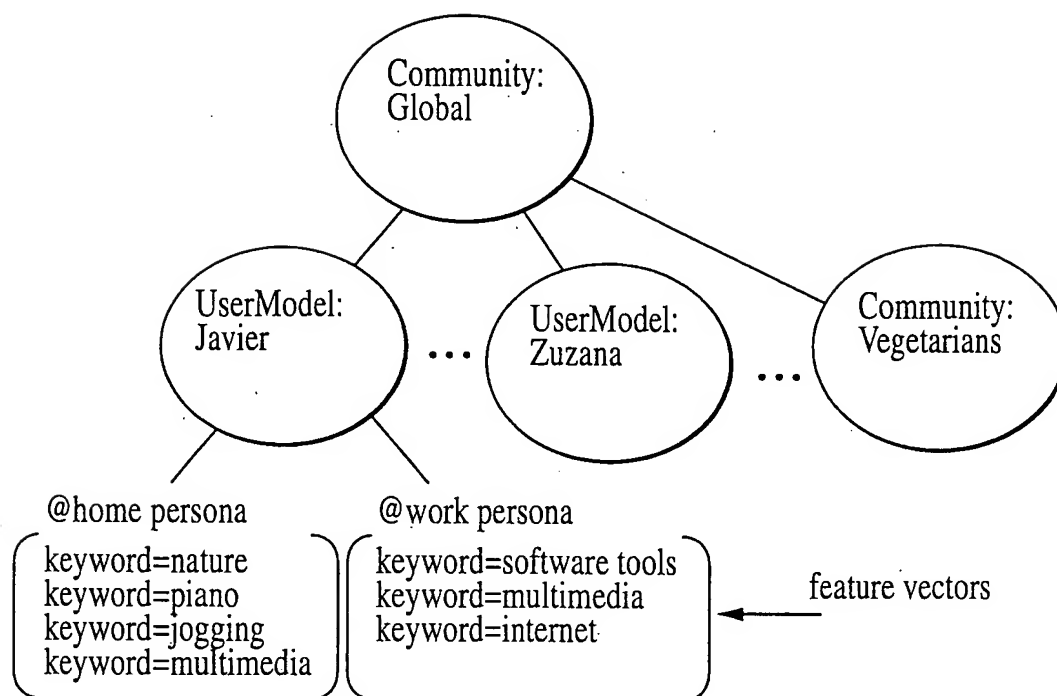 Community:
Global
UserModel:
Javier
...
UserModel:
Zuzana
...
Community:
Vegetarians
@home persona
keyword=nature
keyword=piano
keyword=jogging
keyword=multimedia
@work persona
keyword=software tools
keyword=multimedia
keyword=internet
feature vectors